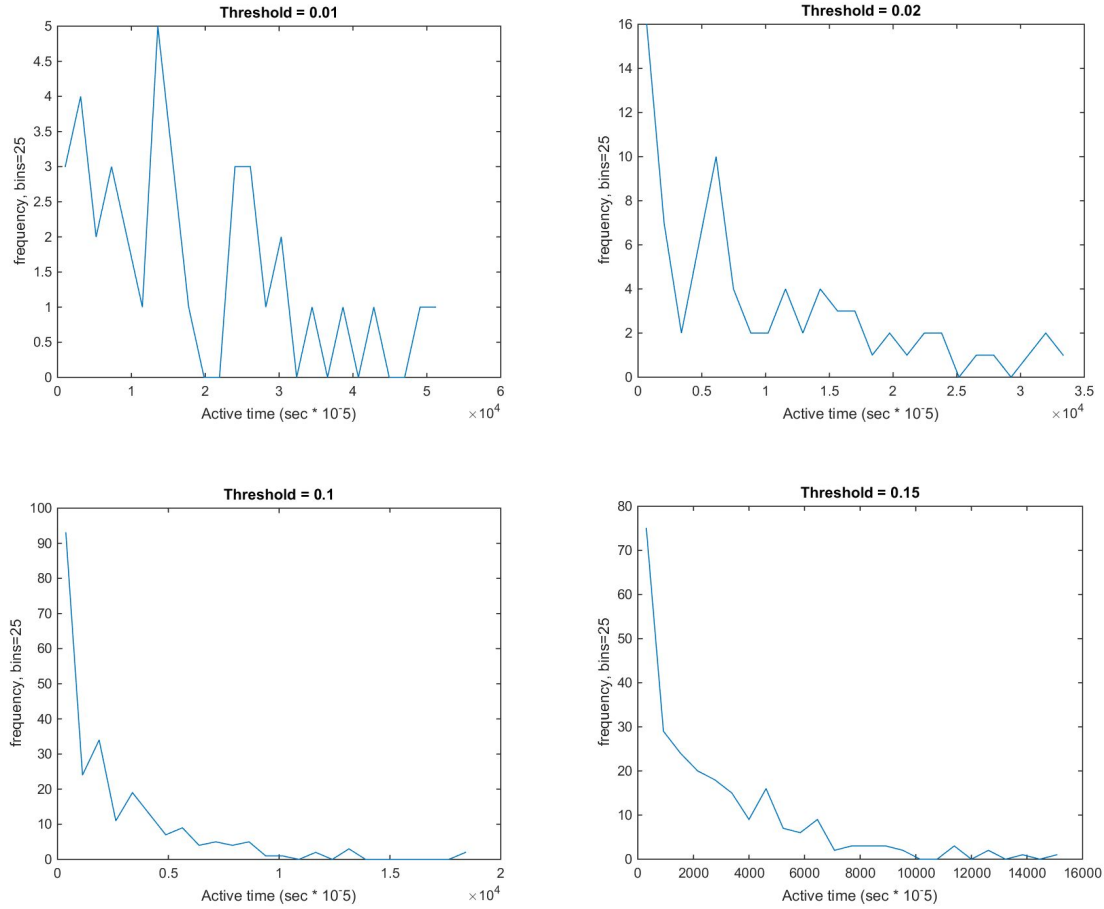 Threshold = 0.01
5
4.5
4
3.5
3
2.5
2
1.5
1
0.5
0
frequency, bins=25
0 1 2 3 4 5 6
Active time (sec * 10-5)
×10^4
Threshold = 0.02
16
14
12
10
8
6
4
2
0
frequency, bins=25
0 0.5 1 1.5 2 2.5 3 3.5
Active time (sec * 10-5)
×10^4
Threshold = 0.1
100
90
80
70
60
50
40
30
20
10
0
frequency, bins=25
0 0.5 1 1.5 2
Active time (sec * 10-5)
×10^4
Threshold = 0.15
80
70
60
50
40
30
20
10
0
frequency, bins=25
0 2000 4000 6000 8000 10000 12000 14000 16000
Active time (sec * 10-5)